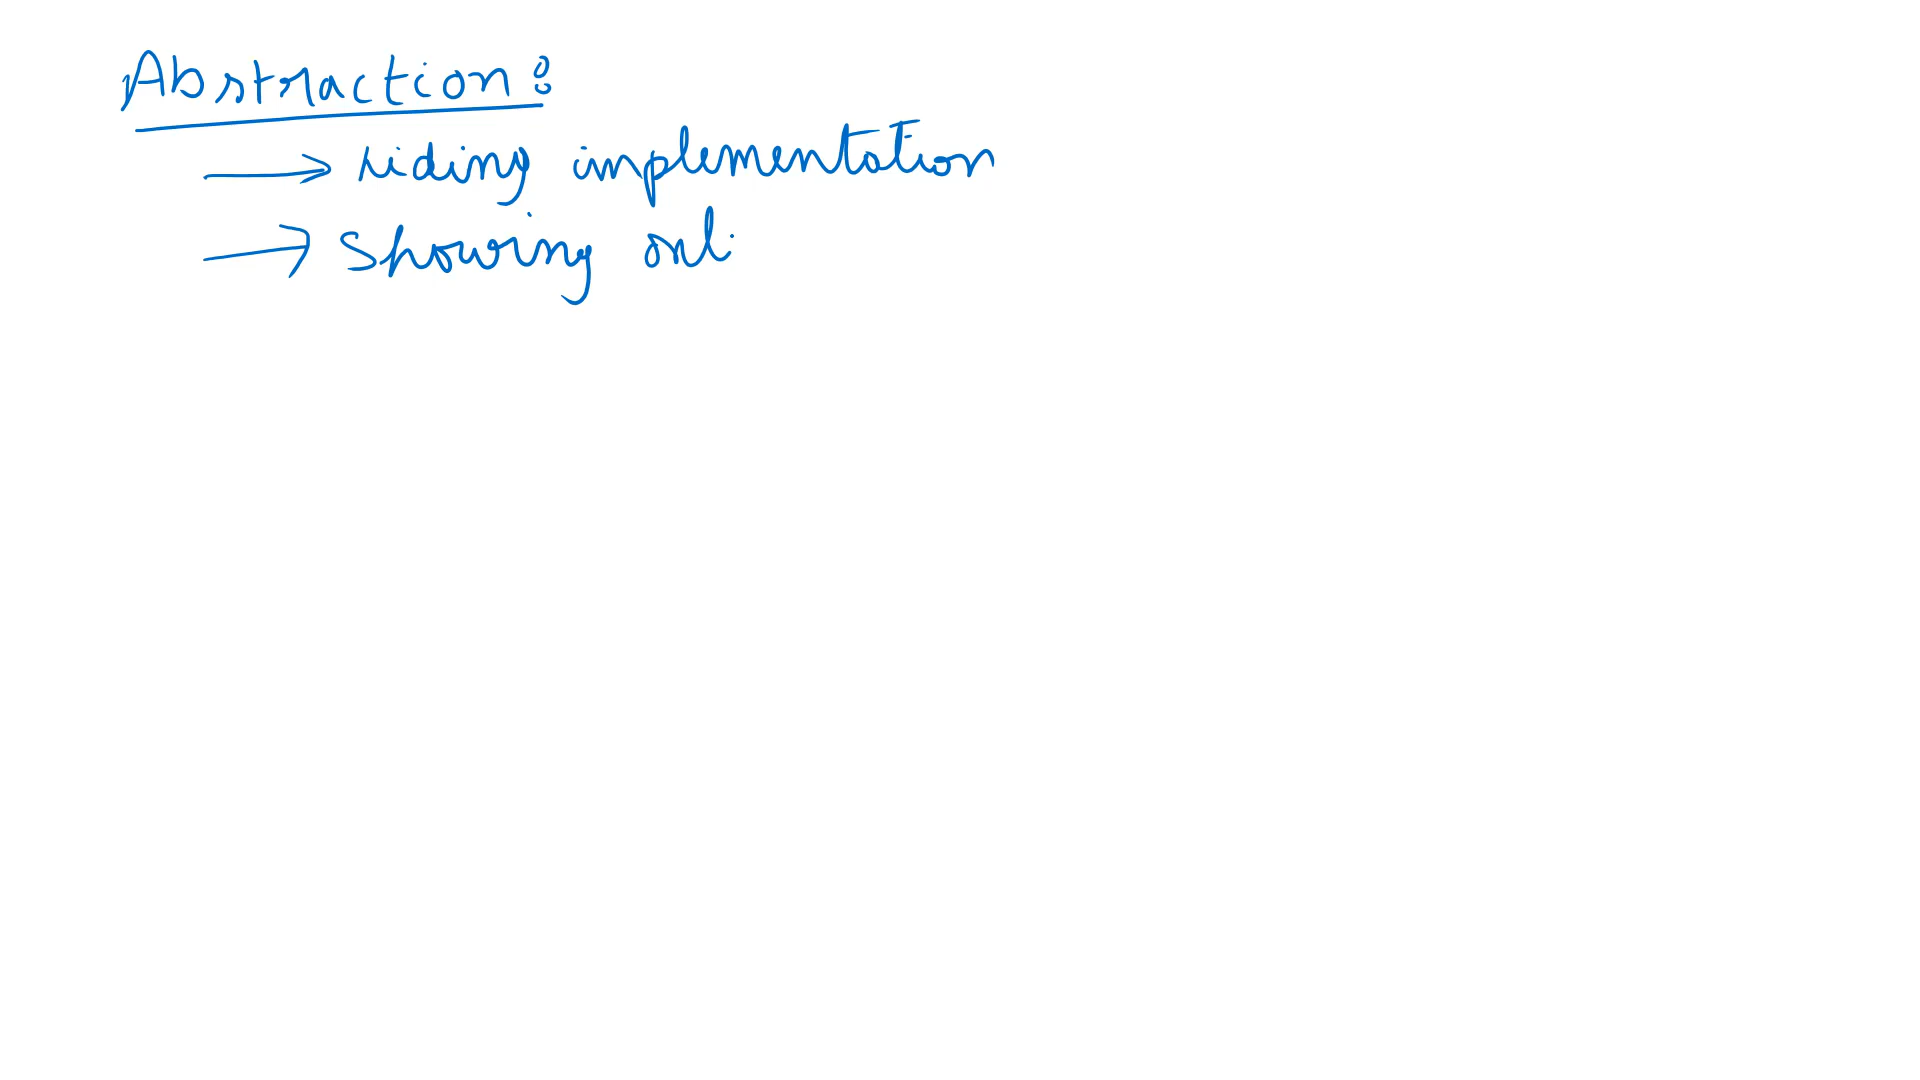 Abstraction:
→ hiding implementation
→ showing onl